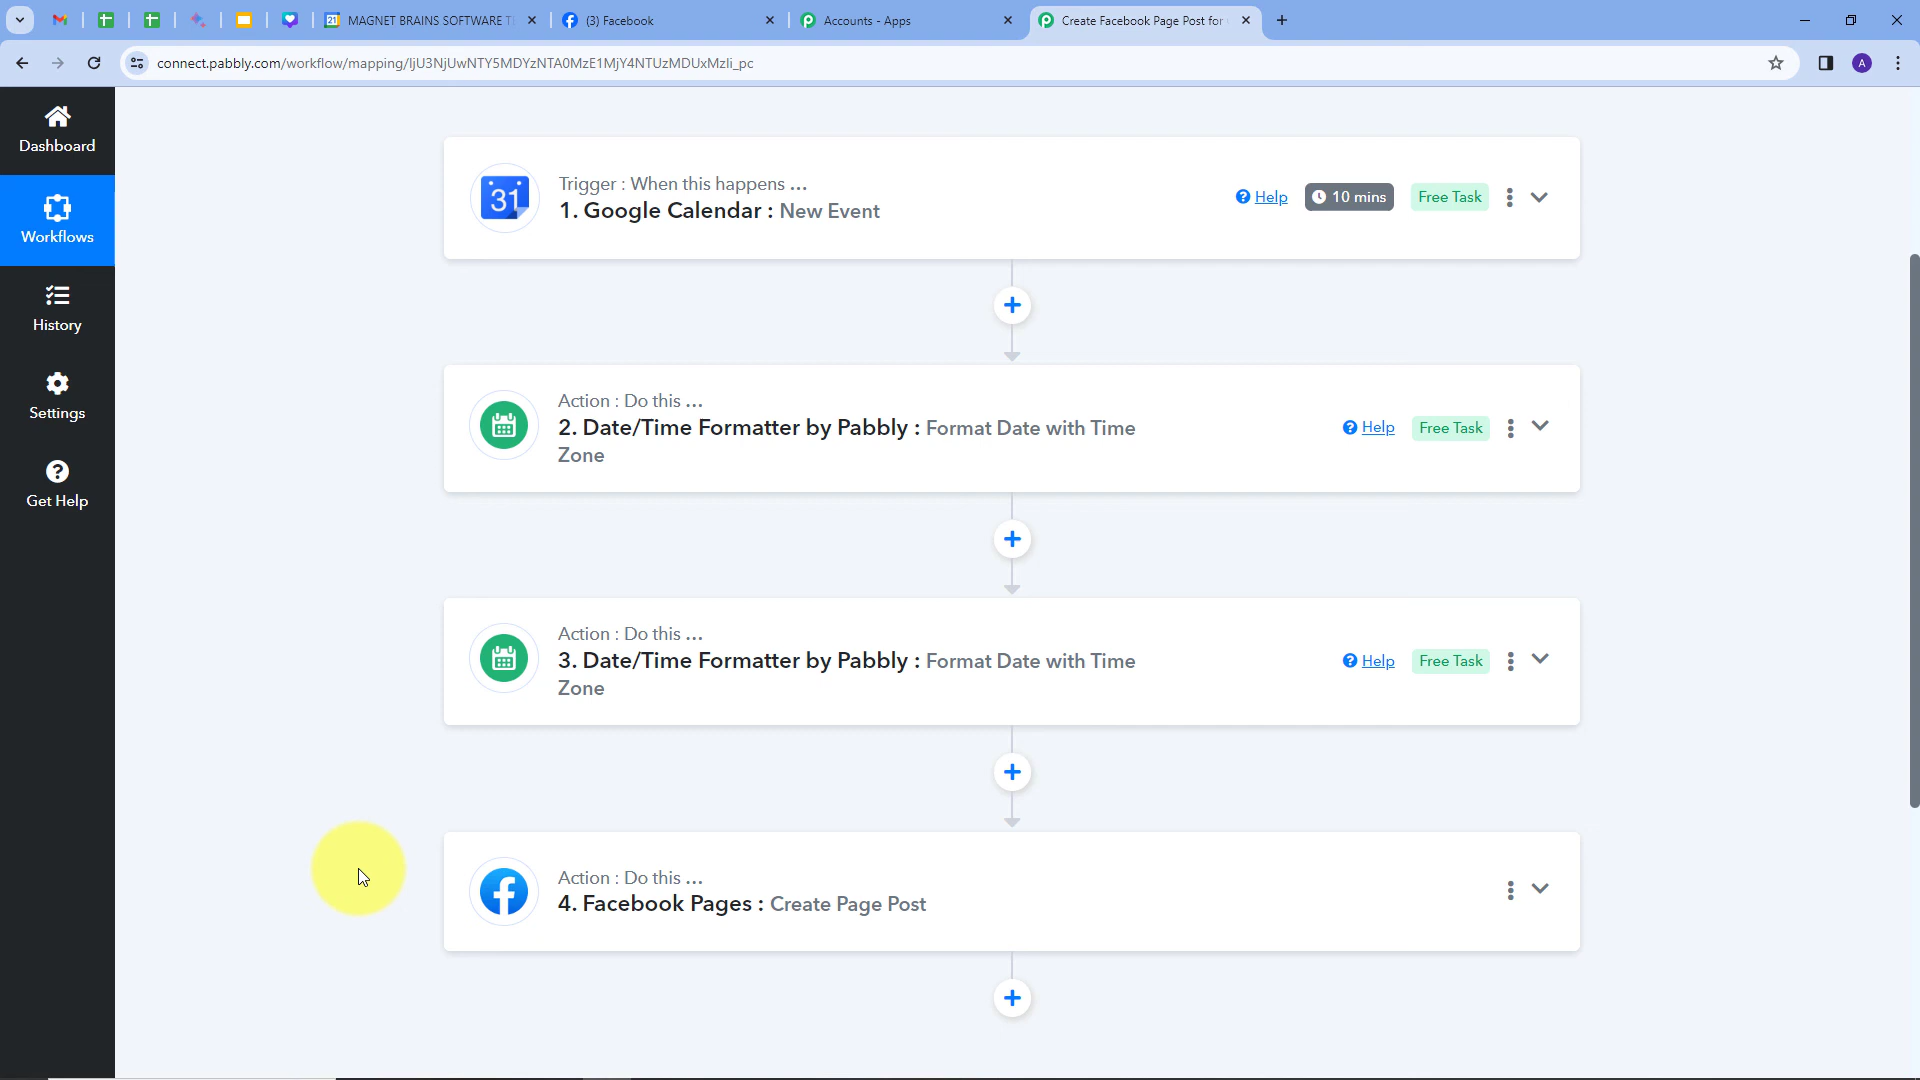 MAGNET BRAINS SOFTWARE T
(3) Facebook
Accounts - Apps
Create Facebook Page Post for
connect.pabbly.com/workflow/mapping/IjU3NjUwNTY5MDYzNTA0MzE1MjY4NTUzMDUxMzIi_pc
A
Dashboard
Workflows
History
Settings
Get Help
Trigger : When this happens ...
31
1. Google Calendar : New Event
Help
10 mins
Free Task
Action : Do this ...
2. Date/Time Formatter by Pabbly : Format Date with Time
Zone
Help
Free Task
Action : Do this ...
3. Date/Time Formatter by Pabbly : Format Date with Time
Zone
Help
Free Task
Action : Do this ...
4. Facebook Pages : Create Page Post